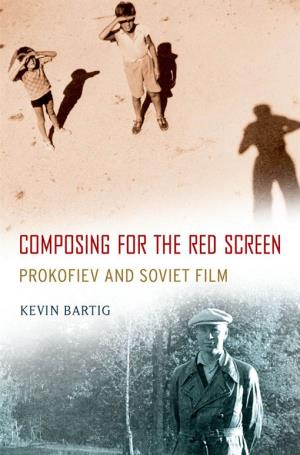 COMPOSING FOR THE RED SCREEN
PROKOFIEV AND SOVIET FILM
KEVIN BARTIG